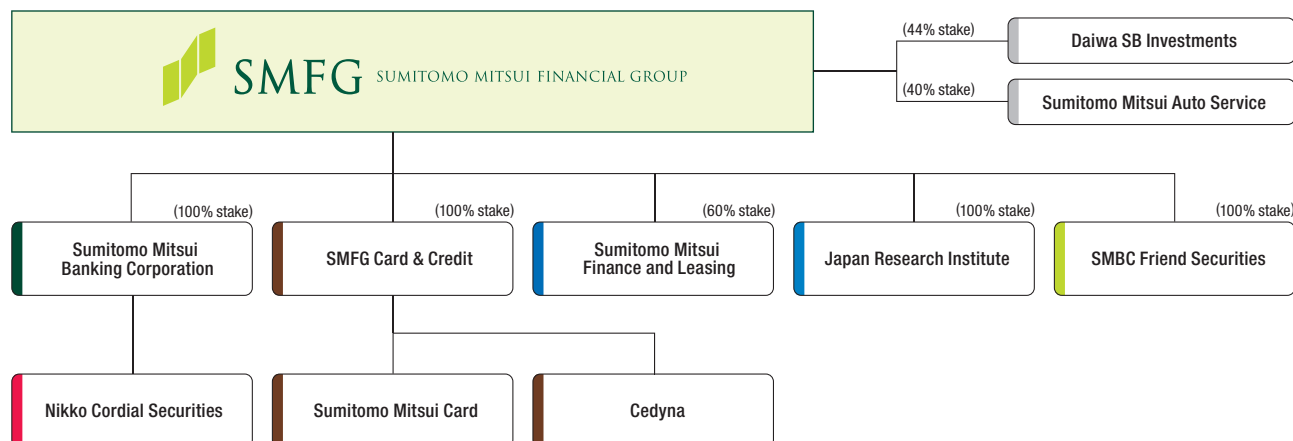 SMFG SUMITOMO MITSUI FINANCIAL GROUP
(44% stake)
Daiwa SB Investments
(40% stake)
Sumitomo Mitsui Auto Service
(100% stake)
Sumitomo Mitsui
Banking Corporation
(100% stake)
SMFG Card & Credit
(60% stake)
Sumitomo Mitsui
Finance and Leasing
(100% stake)
Japan Research Institute
(100% stake)
SMBC Friend Securities
Nikko Cordial Securities
Sumitomo Mitsui Card
Cedyna